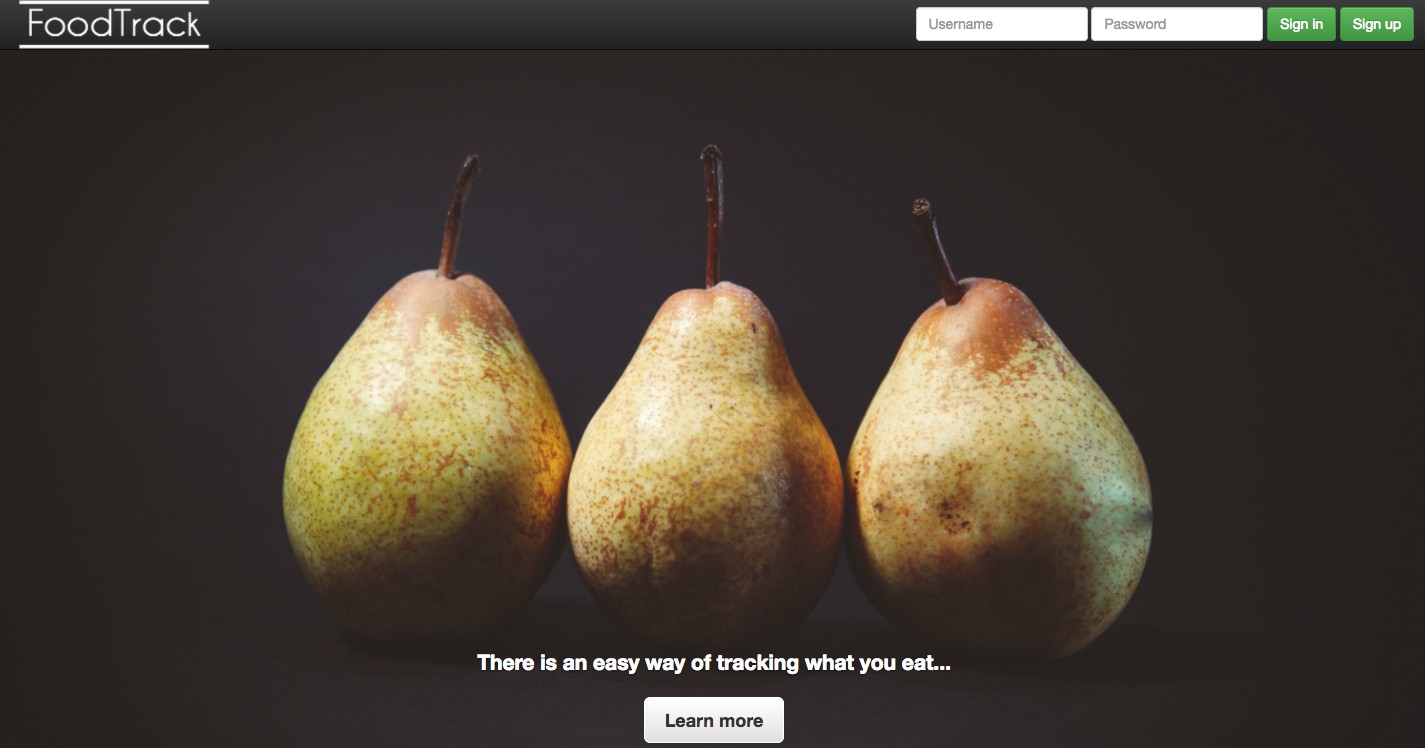 FoodTrack
Username
Password
Sign in
Sign up
There is an easy way of tracking what you eat...
Learn more